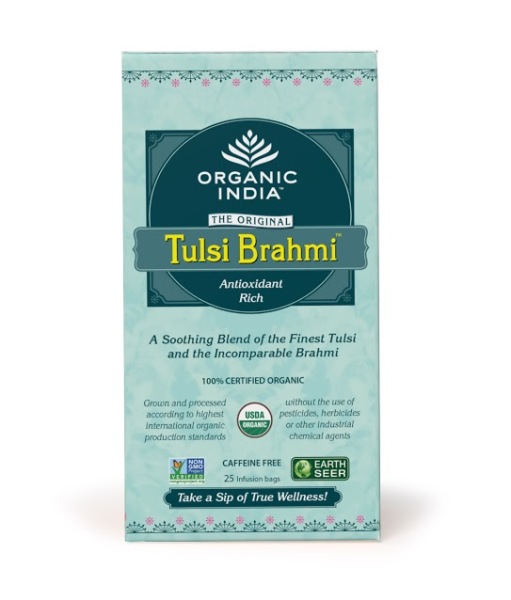 ORGANIC
INDIA™
THE ORIGINAL
Tulsi Brahmi™
Antioxidant
Rich
A Soothing Blend of the Finest Tulsi
and the Incomparable Brahmi
100% CERTIFIED ORGANIC
Grown and processed
according to highest
international organic
production standards
USDA
ORGANIC
without the use of
pesticides, herbicides
or other industrial
chemical agents
NON
GMO
Project
VERIFIED
CAFFEINE FREE
25 Infusion bags
EARTH
SEER
Take a Sip of True Wellness!